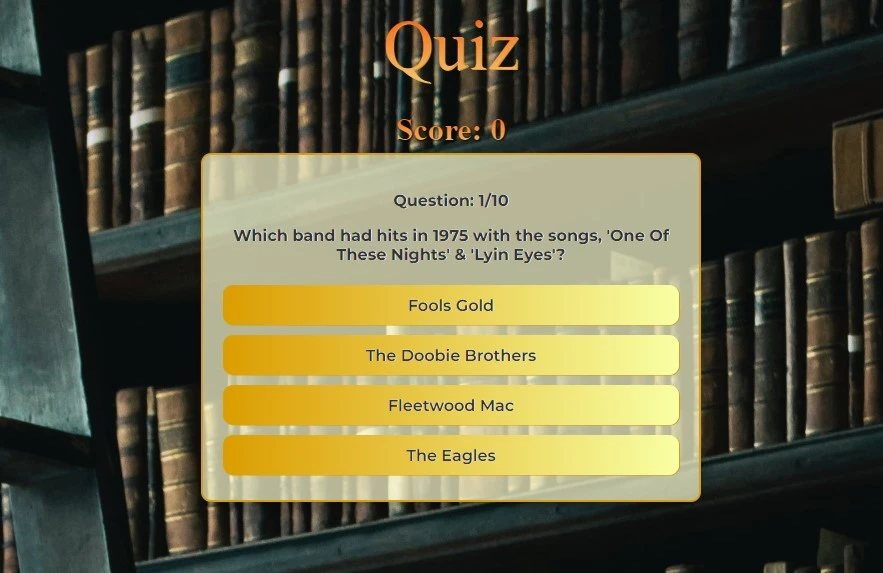 Quiz
Score: 0
Question: 1/10
Which band had hits in 1975 with the songs, 'One Of
These Nights' & 'Lyin Eyes'?
Fools Gold
The Doobie Brothers
Fleetwood Mac
The Eagles